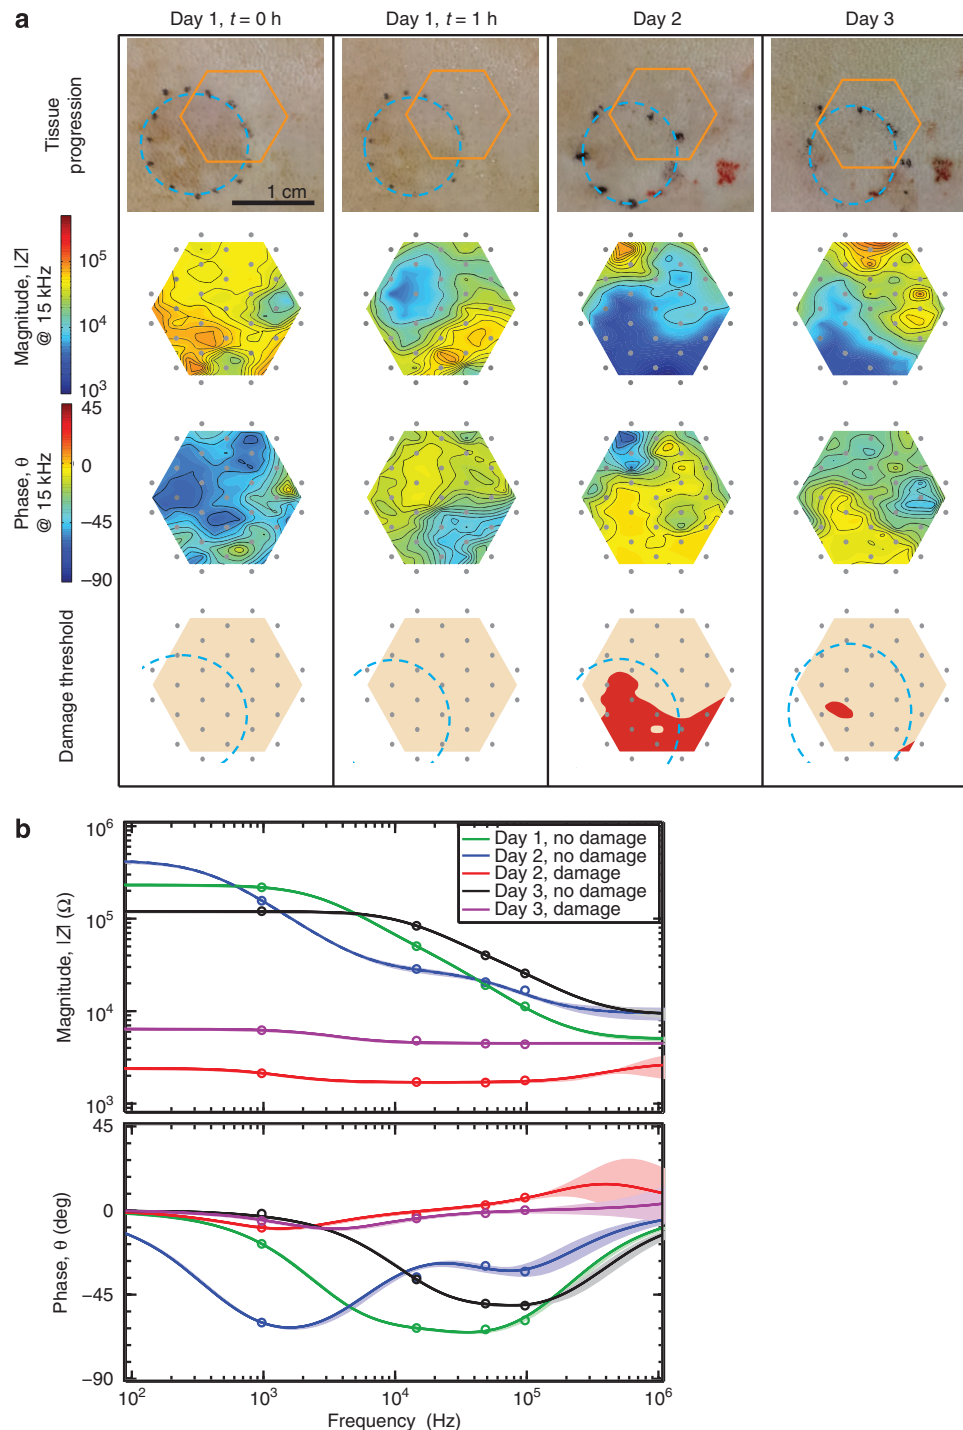 a
Day 1, t = 0 h
Day 1, t = 1 h
Day 2
Day 3
Tissue
progression
1 cm
Magnitude, |Z|
@ 15 kHz
10^5
10^4
10^3
Phase, θ
@ 15 kHz
45
0
−45
−90
Damage threshold
b
Magnitude, |Z| (Ω)
10^6
10^5
10^4
10^3
Day 1, no damage
Day 2, no damage
Day 2, damage
Day 3, no damage
Day 3, damage
Phase, θ (deg)
45
0
−45
−90
10^2
10^3
10^4
10^5
10^6
Frequency (Hz)